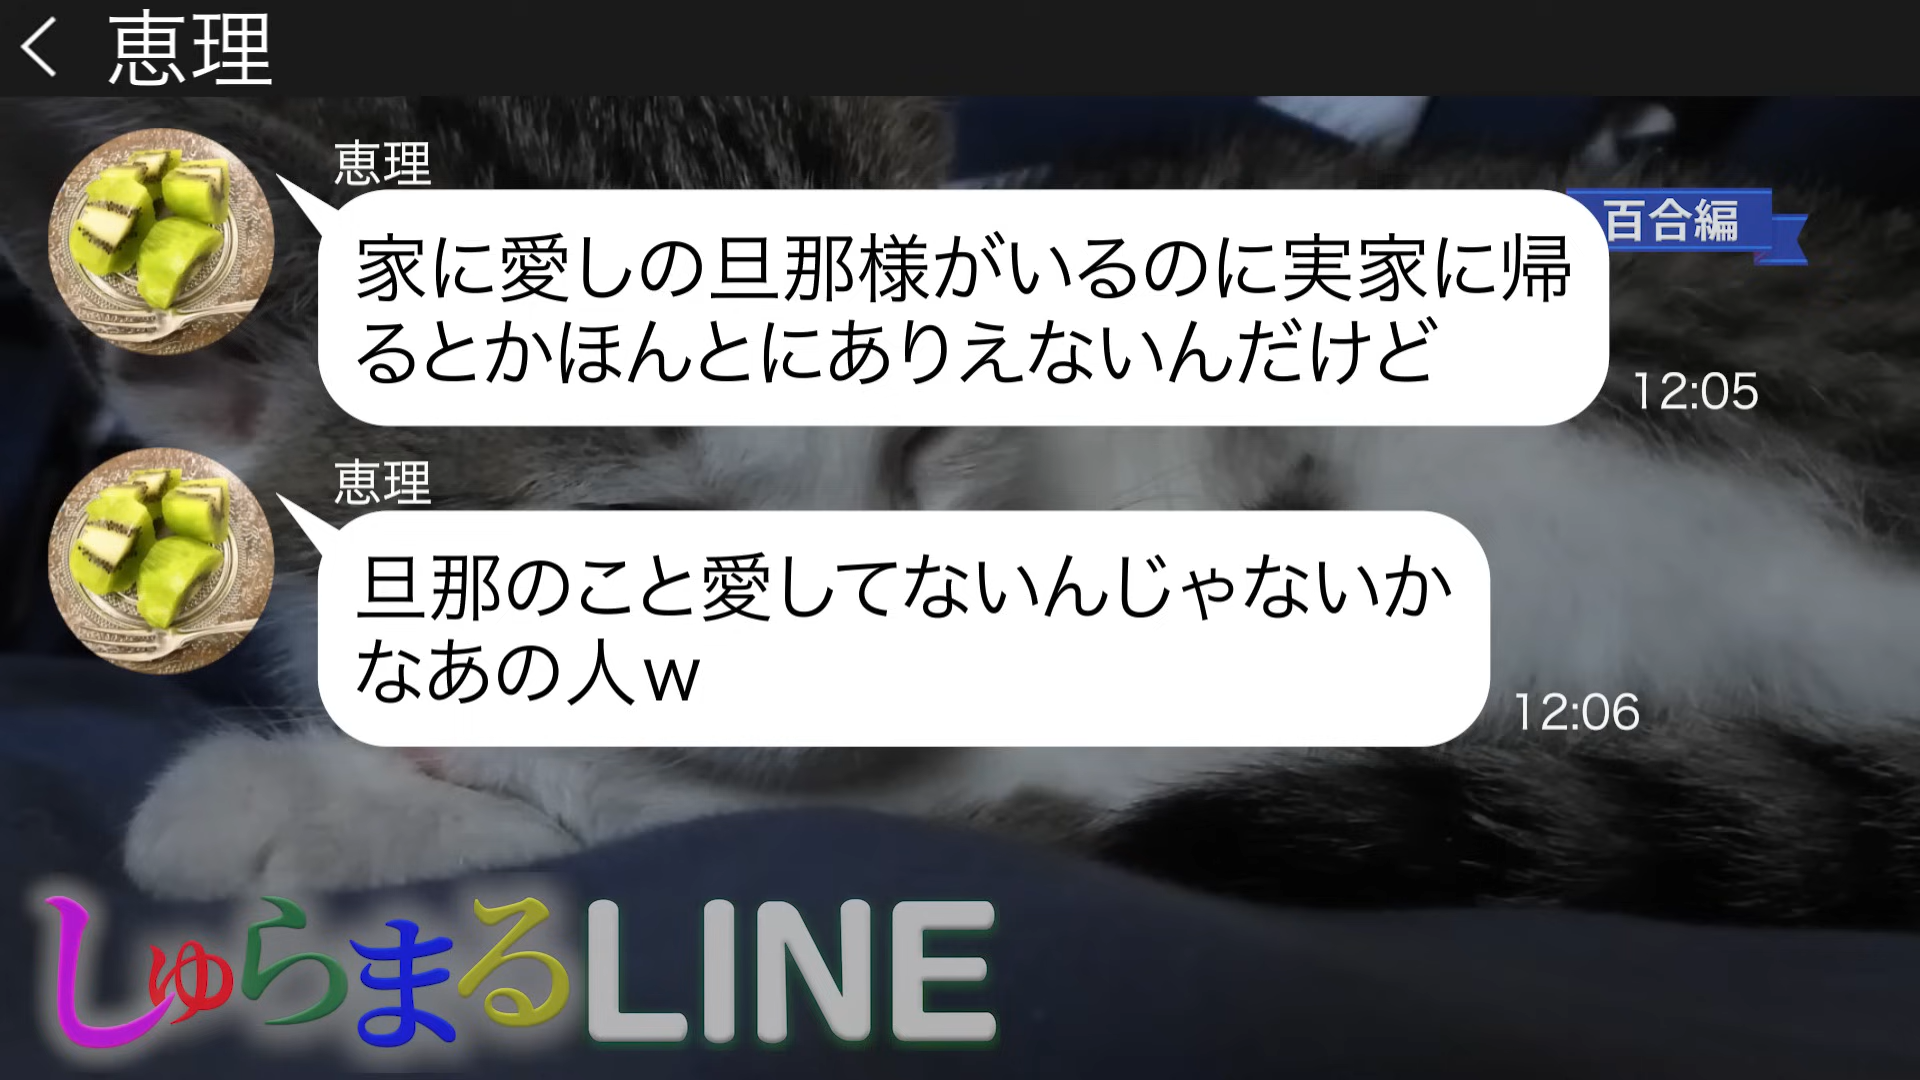 恵理
恵理
百合編
家に愛しの旦那様がいるのに実家に帰
るとかほんとにありえないんだけど
12:05
恵理
旦那のこと愛してないんじゃないか
なあの人w
12:06
しゅらまるLINE